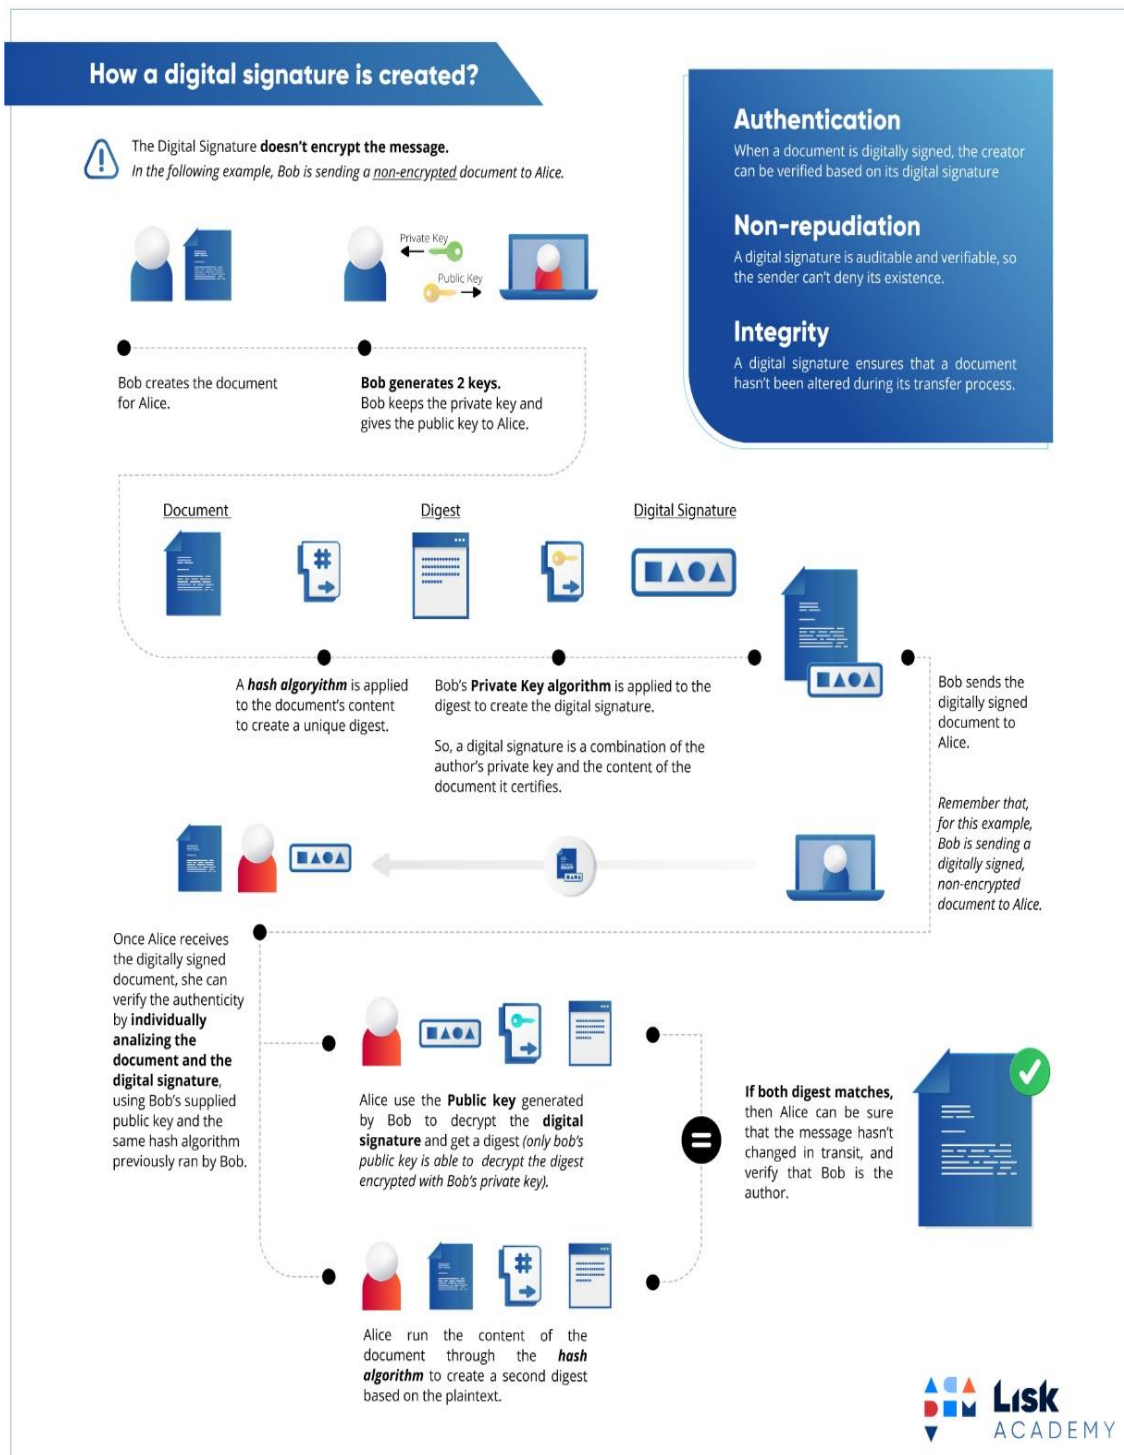 How a digital signature is created?
The Digital Signature doesn't encrypt the message.
In the following example, Bob is sending a non-encrypted document to Alice.
Authentication
When a document is digitally signed, the creator
can be verified based on its digital signature
Non-repudiation
A digital signature is auditable and verifiable, so
the sender can't deny its existence.
Integrity
A digital signature ensures that a document
hasn't been altered during its transfer process.
Private Key
Public Key
Bob creates the document
for Alice.
Bob generates 2 keys.
Bob keeps the private key and
gives the public key to Alice.
Document
Digest
Digital Signature
#
A hash algoryithm is applied
to the document's content
to create a unique digest.
Bob's Private Key algorithm is applied to the
digest to create the digital signature.
So, a digital signature is a combination of the
author's private key and the content of the
document it certifies.
Bob sends the
digitally signed
document to
Alice.
Remember that,
for this example,
Bob is sending a
digitally signed,
non-encrypted
document to Alice.
Once Alice receives
the digitally signed
document, she can
verify the authenticity
by individually
analizing the
document and the
digital signature,
using Bob's supplied
public key and the
same hash algorithm
previously ran by Bob.
Alice use the Public key generated
by Bob to decrypt the digital
signature and get a digest (only bob's
public key is able to decrypt the digest
encrypted with Bob's private key).
=
If both digest matches,
then Alice can be sure
that the message hasn't
changed in transit, and
verify that Bob is the
author.
#
Alice run the content of the
document through the hash
algorithm to create a second digest
based on the plaintext.
Lisk
ACADEMY